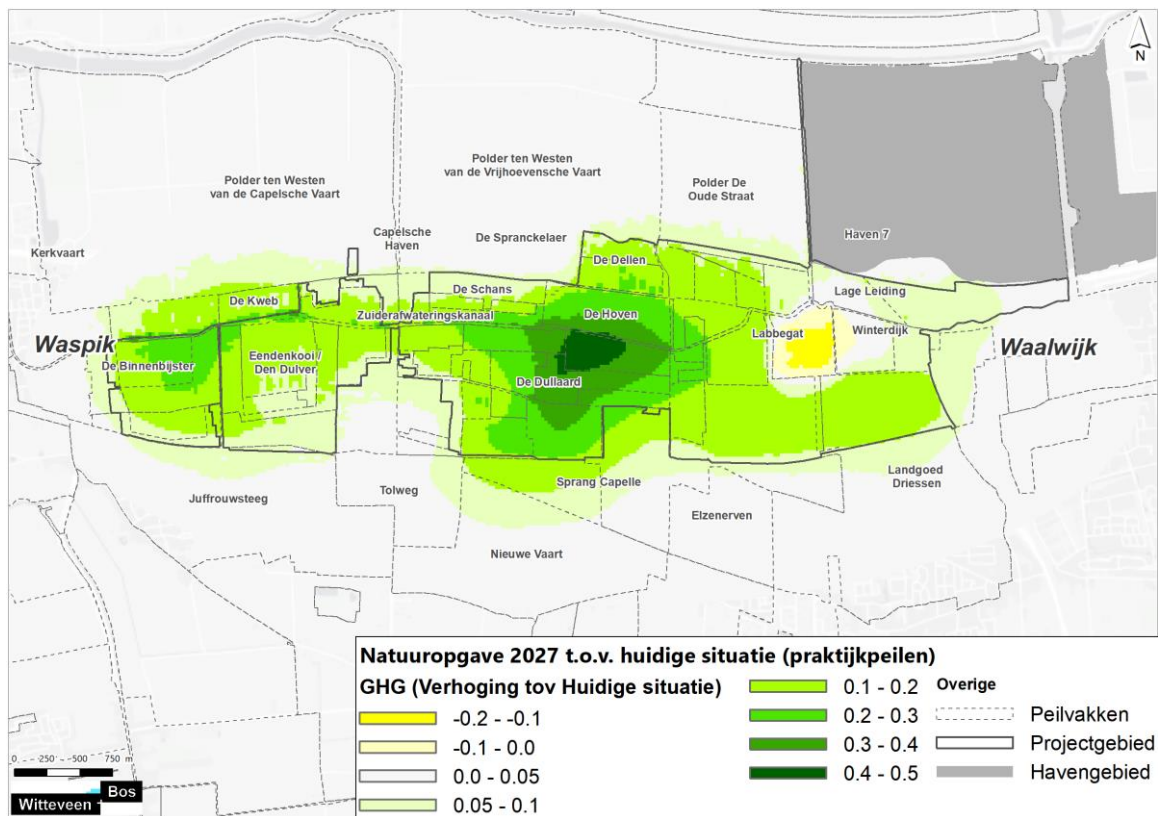 N
Polder ten Westen
van de Capelsche Vaart
Polder ten Westen
van de Vrijhoevensche Vaart
Polder De
Oude Straat
Kerkvaart
Capelsche
Haven
De Spranckelaer
Haven 7
De Dellen
De Kweb
De Schans
Lage Leiding
Zuiderafwateringskanaal
De Hoven
Labbegat
Winterdijk
Waspik
Waalwijk
De Binnenbijster
Eendenkooi /
Den Dulver
De Dullaard
Juffrouwsteeg
Tolweg
Sprang Capelle
Landgoed
Driessen
Elzenerven
Nieuwe Vaart
Natuuropgave 2027 t.o.v. huidige situatie (praktijkpeilen)
GHG (Verhoging tov Huidige situatie)
-0.2 - -0.1
-0.1 - 0.0
0.0 - 0.05
0.05 - 0.1
0.1 - 0.2
0.2 - 0.3
0.3 - 0.4
0.4 - 0.5
Overige
Peilvakken
Projectgebied
Havengebied
0 250 500 750 m
Witteveen Bos